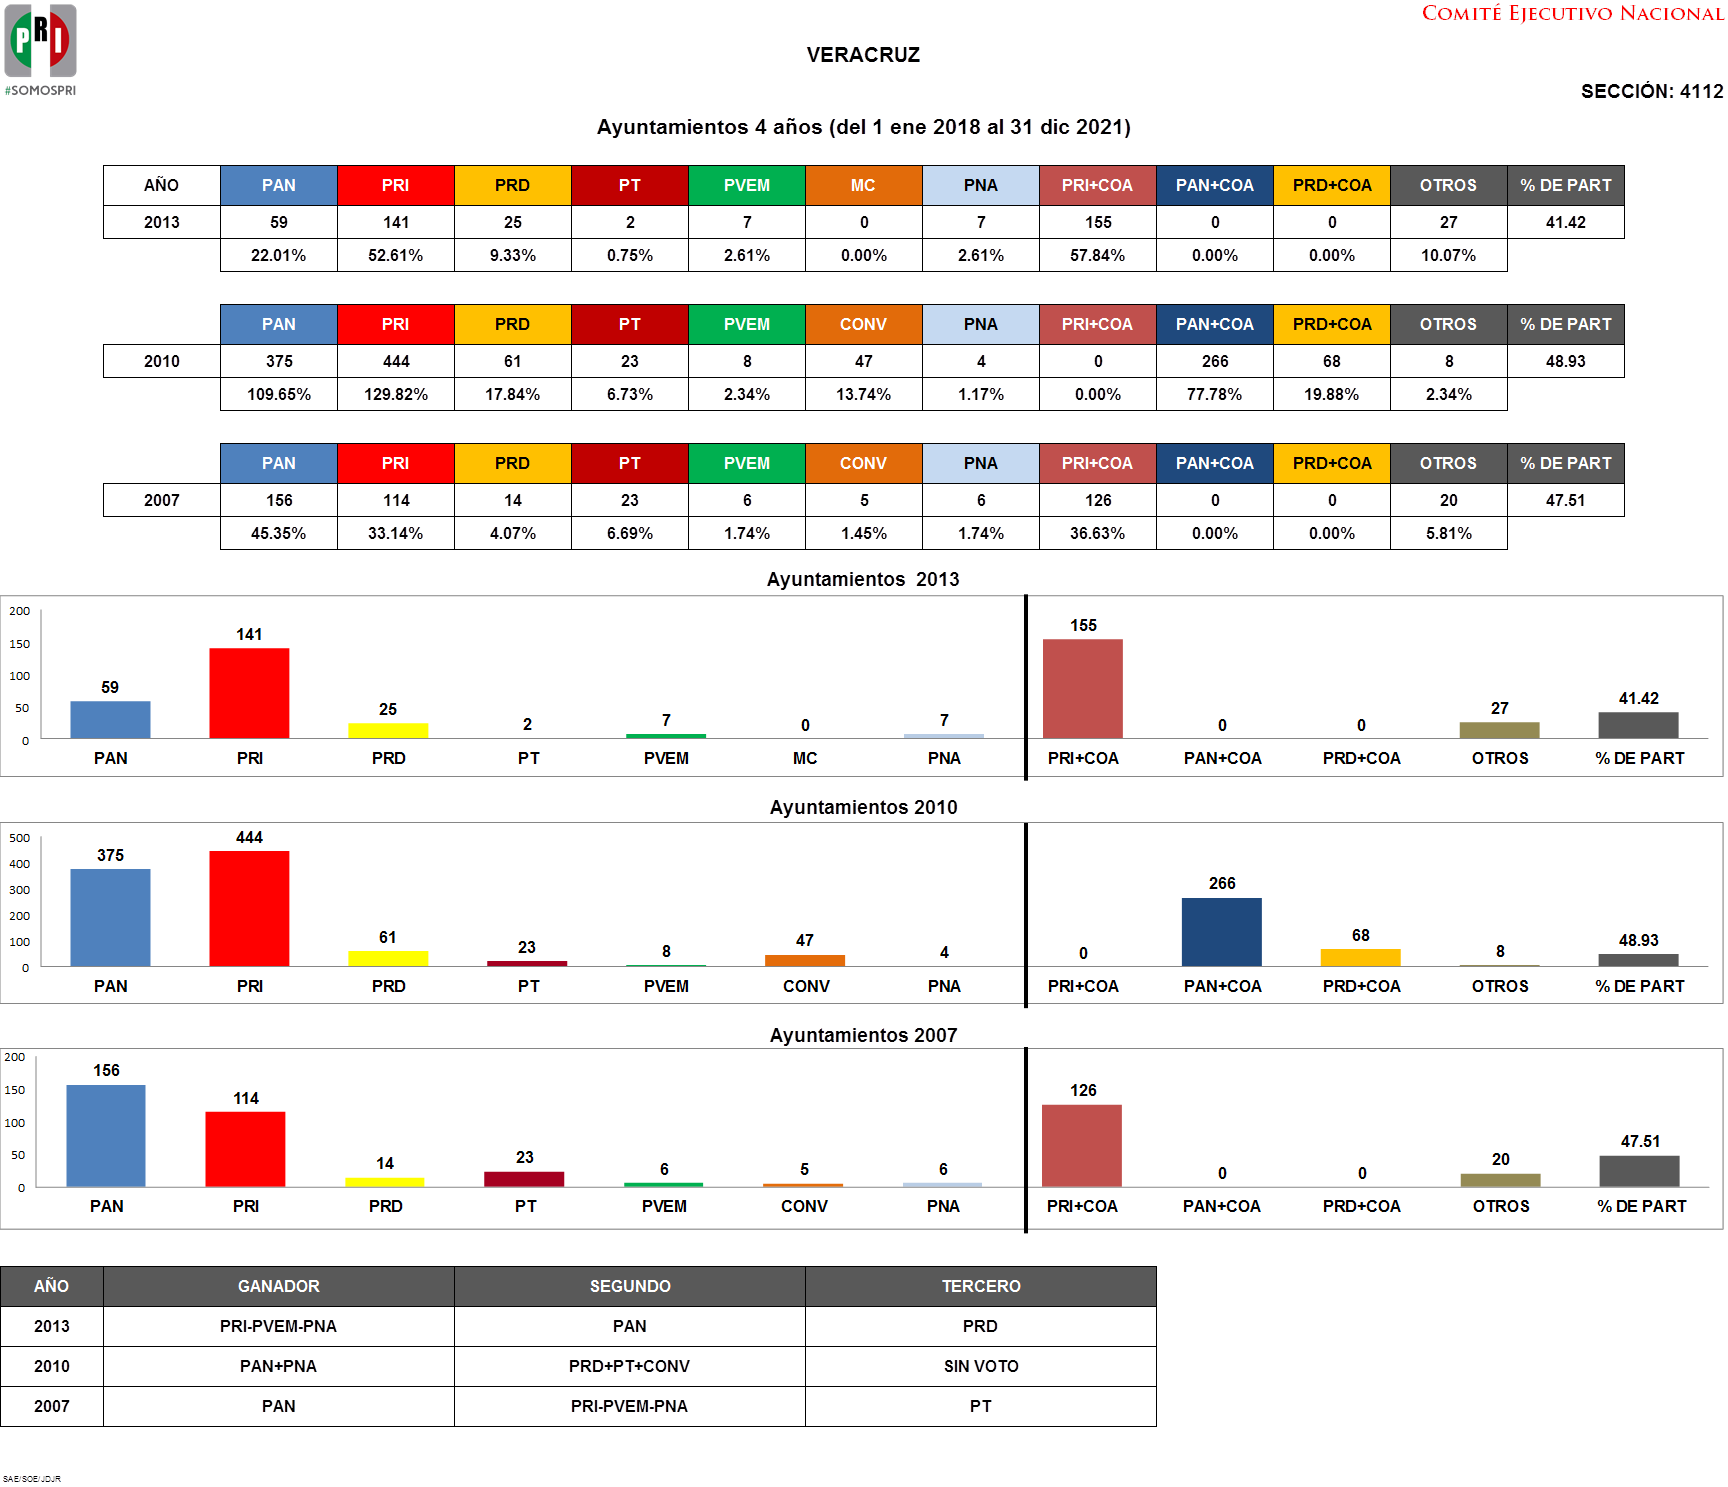 PRI
#SOMOSPRI
COMITÉ EJECUTIVO NACIONAL
VERACRUZ
SECCIÓN: 4112
Ayuntamientos 4 años (del 1 ene 2018 al 31 dic 2021)
AÑO PAN PRI PRD PT PVEM MC PNA PRI+COA PAN+COA PRD+COA OTROS % DE PART
2013 59 141 25 2 7 0 7 155 0 0 27 41.42
22.01% 52.61% 9.33% 0.75% 2.61% 0.00% 2.61% 57.84% 0.00% 0.00% 10.07%
PAN PRI PRD PT PVEM CONV PNA PRI+COA PAN+COA PRD+COA OTROS % DE PART
2010 375 444 61 23 8 47 4 0 266 68 8 48.93
109.65% 129.82% 17.84% 6.73% 2.34% 13.74% 1.17% 0.00% 77.78% 19.88% 2.34%
PAN PRI PRD PT PVEM CONV PNA PRI+COA PAN+COA PRD+COA OTROS % DE PART
2007 156 114 14 23 6 5 6 126 0 0 20 47.51
45.35% 33.14% 4.07% 6.69% 1.74% 1.45% 1.74% 36.63% 0.00% 0.00% 5.81%
Ayuntamientos 2013
200
150
100
50
0
59 141 25 2 7 0 7 155 0 0 27 41.42
PAN PRI PRD PT PVEM MC PNA PRI+COA PAN+COA PRD+COA OTROS % DE PART
Ayuntamientos 2010
500
400
300
200
100
0
375 444 61 23 8 47 4 0 266 68 8 48.93
PAN PRI PRD PT PVEM CONV PNA PRI+COA PAN+COA PRD+COA OTROS % DE PART
Ayuntamientos 2007
200
150
100
50
0
156 114 14 23 6 5 6 126 0 0 20 47.51
PAN PRI PRD PT PVEM CONV PNA PRI+COA PAN+COA PRD+COA OTROS % DE PART
AÑO GANADOR SEGUNDO TERCERO
2013 PRI-PVEM-PNA PAN PRD
2010 PAN+PNA PRD+PT+CONV SIN VOTO
2007 PAN PRI-PVEM-PNA PT
SAE/SOE/JDJR